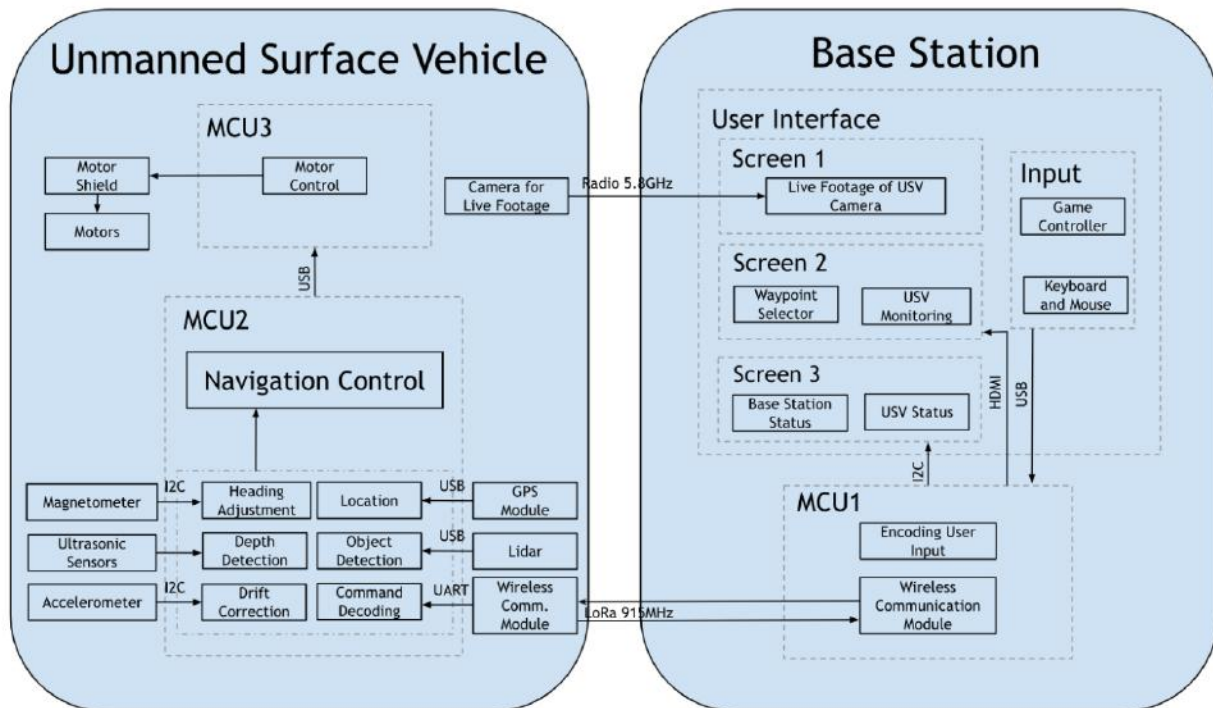 Unmanned Surface Vehicle
MCU3
Motor
Shield
Motor
Control
Motors
Camera for
Live Footage
USB
MCU2
Navigation Control
Magnetometer
I2C
Heading
Adjustment
Location
USB
GPS
Module
Ultrasonic
Sensors
Depth
Detection
Object
Detection
USB
Lidar
Accelerometer
I2C
Drift
Correction
Command
Decoding
UART
Wireless
Comm.
Module
Radio 5.8GHz
LoRa 915MHz
Base Station
User Interface
Screen 1
Live Footage of USV
Camera
Input
Game
Controller
Keyboard
and Mouse
Screen 2
Waypoint
Selector
USV
Monitoring
Screen 3
Base Station
Status
USV Status
HDMI
USB
I2C
MCU1
Encoding User
Input
Wireless
Communication
Module